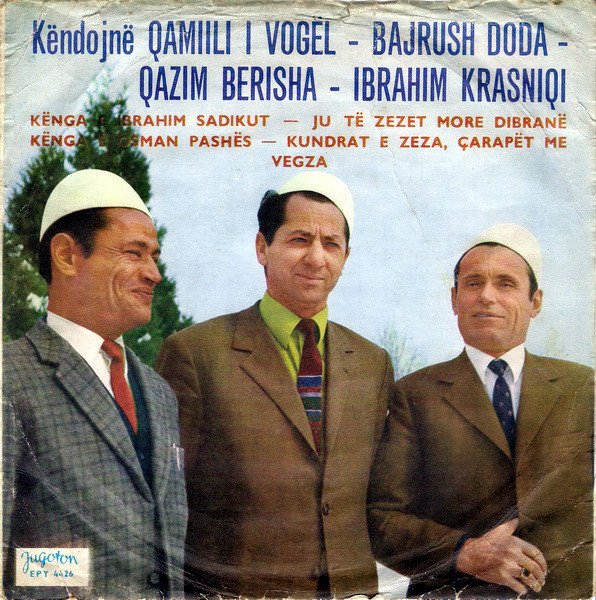 Këndojnë QAMIILI I VOGËL - BAJRUSH DODA -
QAZIM BERISHA - IBRAHIM KRASNIQI
KËNGA E IBRAHIM SADIKUT — JU TË ZEZET MORE DIBRANË
KËNGA E OSMAN PASHËS — KUNDRAT E ZEZA, ÇARAPËT ME
VEGZA
Jugoton
EPY 4426